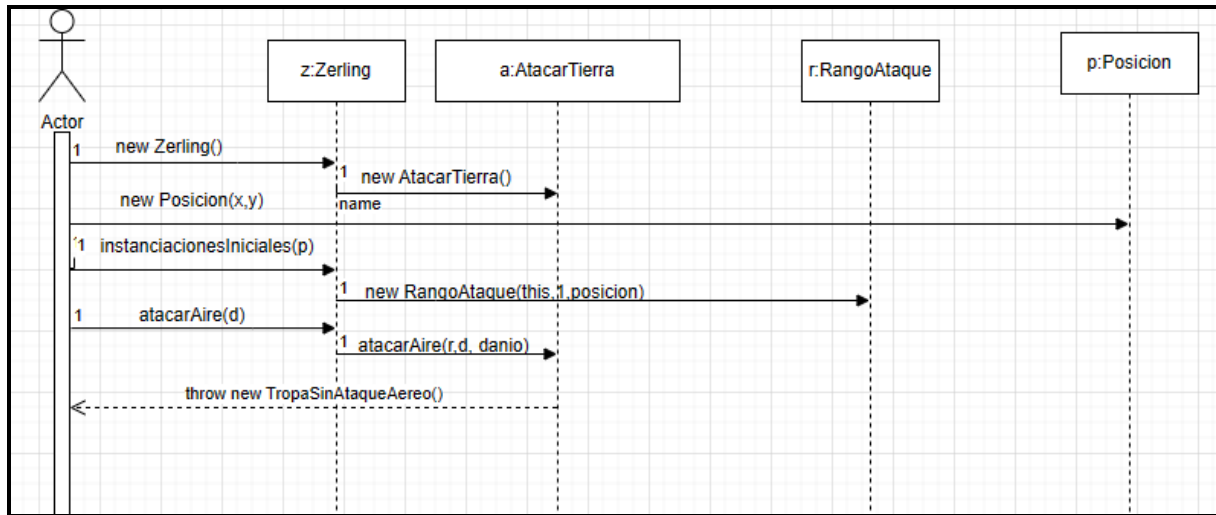 z:Zerling
a:AtacarTierra
r:RangoAtaque
p:Posicion
Actor
1 new Zerling()
1 new AtacarTierra()
name
new Posicion(x,y)
´1 instanciacionesIniciales(p)
1 new RangoAtaque(this,1,posicion)
1 atacarAire(d)
1 atacarAire(r,d, danio)
throw new TropaSinAtaqueAereo()